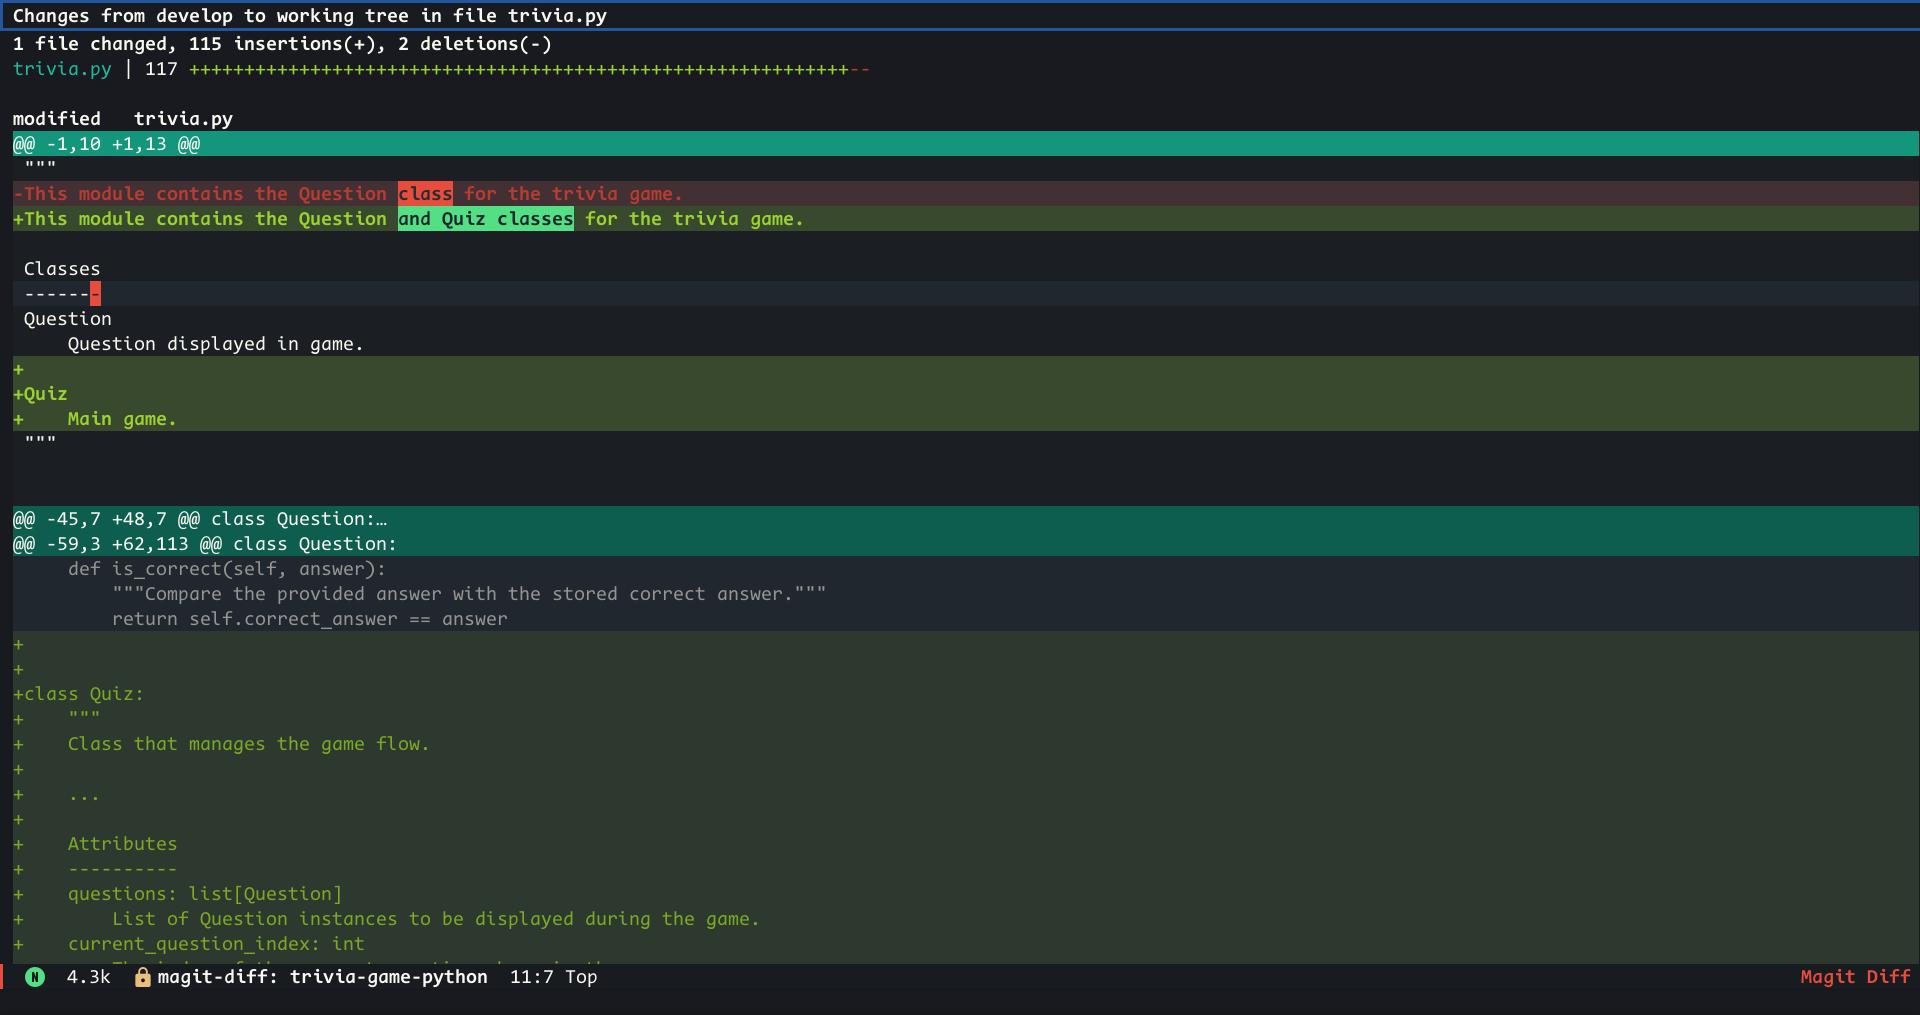 Changes from develop to working tree in file trivia.py
1 file changed, 115 insertions(+), 2 deletions(-)
trivia.py | 117 ++++++++++++++++++++++++++++++++++++++++++++++++++++++++++++--
modified   trivia.py
@@ -1,10 +1,13 @@
 """
-This module contains the Question class for the trivia game.
+This module contains the Question and Quiz classes for the trivia game.
 Classes
 -------
 Question
     Question displayed in game.
+
+Quiz
+    Main game.
 """
@@ -45,7 +48,7 @@ class Question:…
@@ -59,3 +62,113 @@ class Question:
     def is_correct(self, answer):
         """Compare the provided answer with the stored correct answer."""
         return self.correct_answer == answer
+
+
+class Quiz:
+    """
+    Class that manages the game flow.
+
+    ...
+
+    Attributes
+    ----------
+    questions: list[Question]
+        List of Question instances to be displayed during the game.
+    current_question_index: int
N 4.3k magit-diff: trivia-game-python 11:7 Top Magit Diff